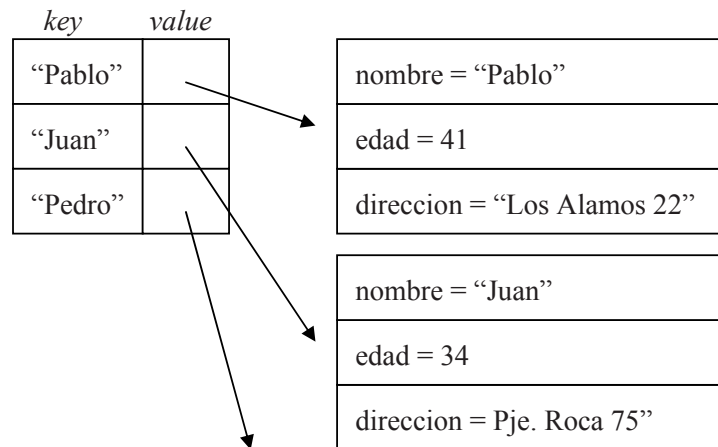 key value
“Pablo”
“Juan”
“Pedro”
nombre = “Pablo”
edad = 41
direccion = “Los Alamos 22”
nombre = “Juan”
edad = 34
direccion = Pje. Roca 75”